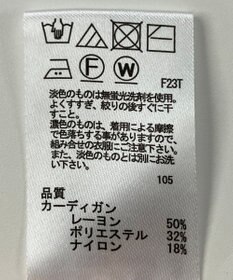 F
W
F23T
淡色のものは無蛍光洗剤を使用。
よくすすぎ、絞りの後すぐに干
すこと。
濃色のものは、着用による摩擦
で色落ちする事がありますので、
組み合せの衣服にご注意下さい。
また、淡色のものとは別にお洗
い下さい。
105
品質
カーディガン
レーヨン 50%
ポリエステル 32%
ナイロン 18%